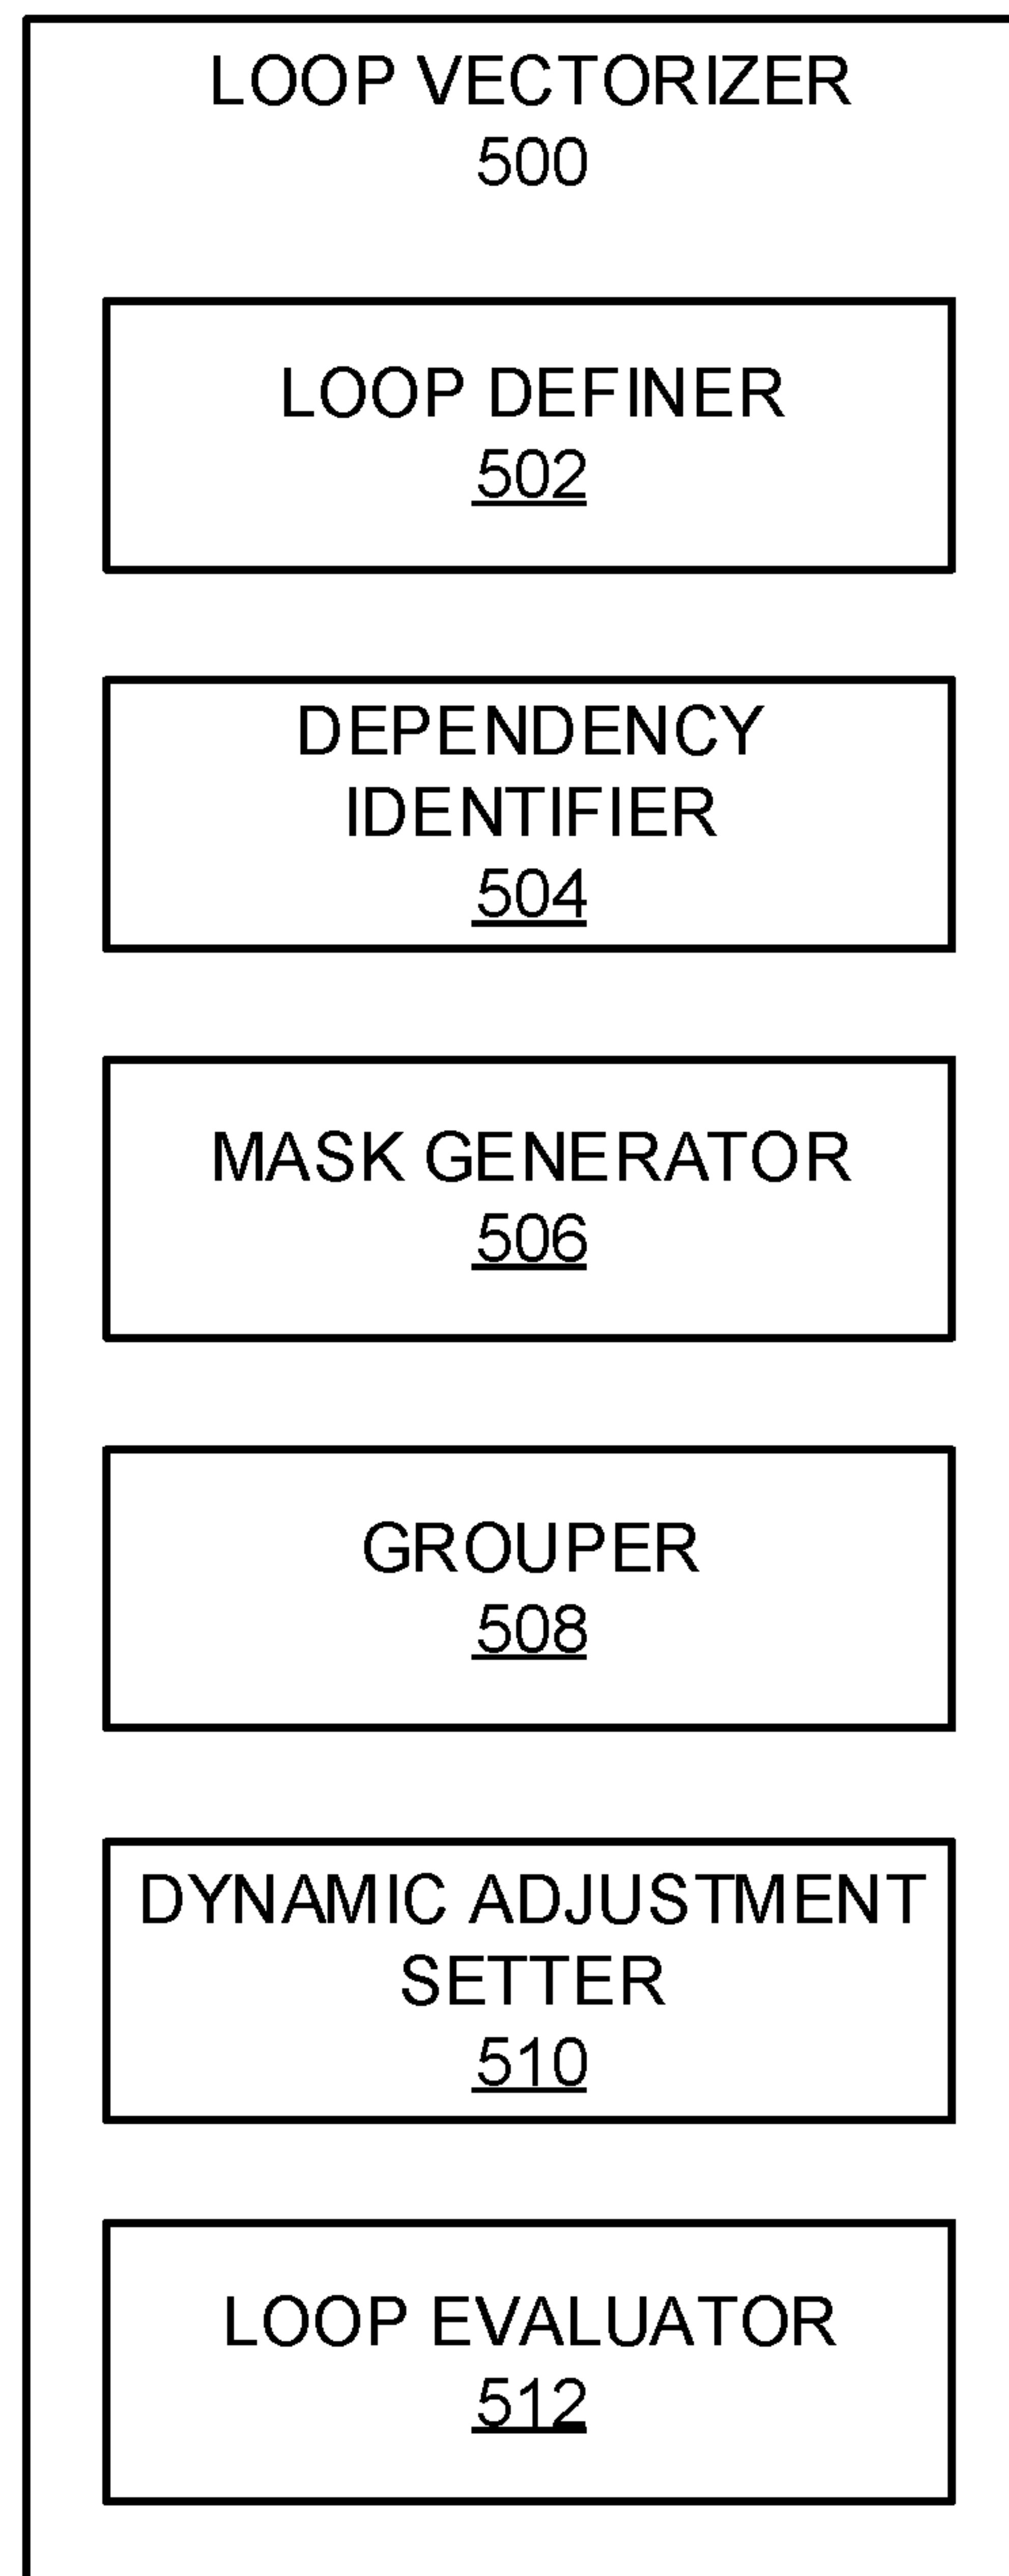 LOOP VECTORIZER
500
LOOP DEFINER
502
DEPENDENCY
IDENTIFIER
504
MASK GENERATOR
506
GROUPER
508
DYNAMIC ADJUSTMENT
SETTER
510
LOOP EVALUATOR
512